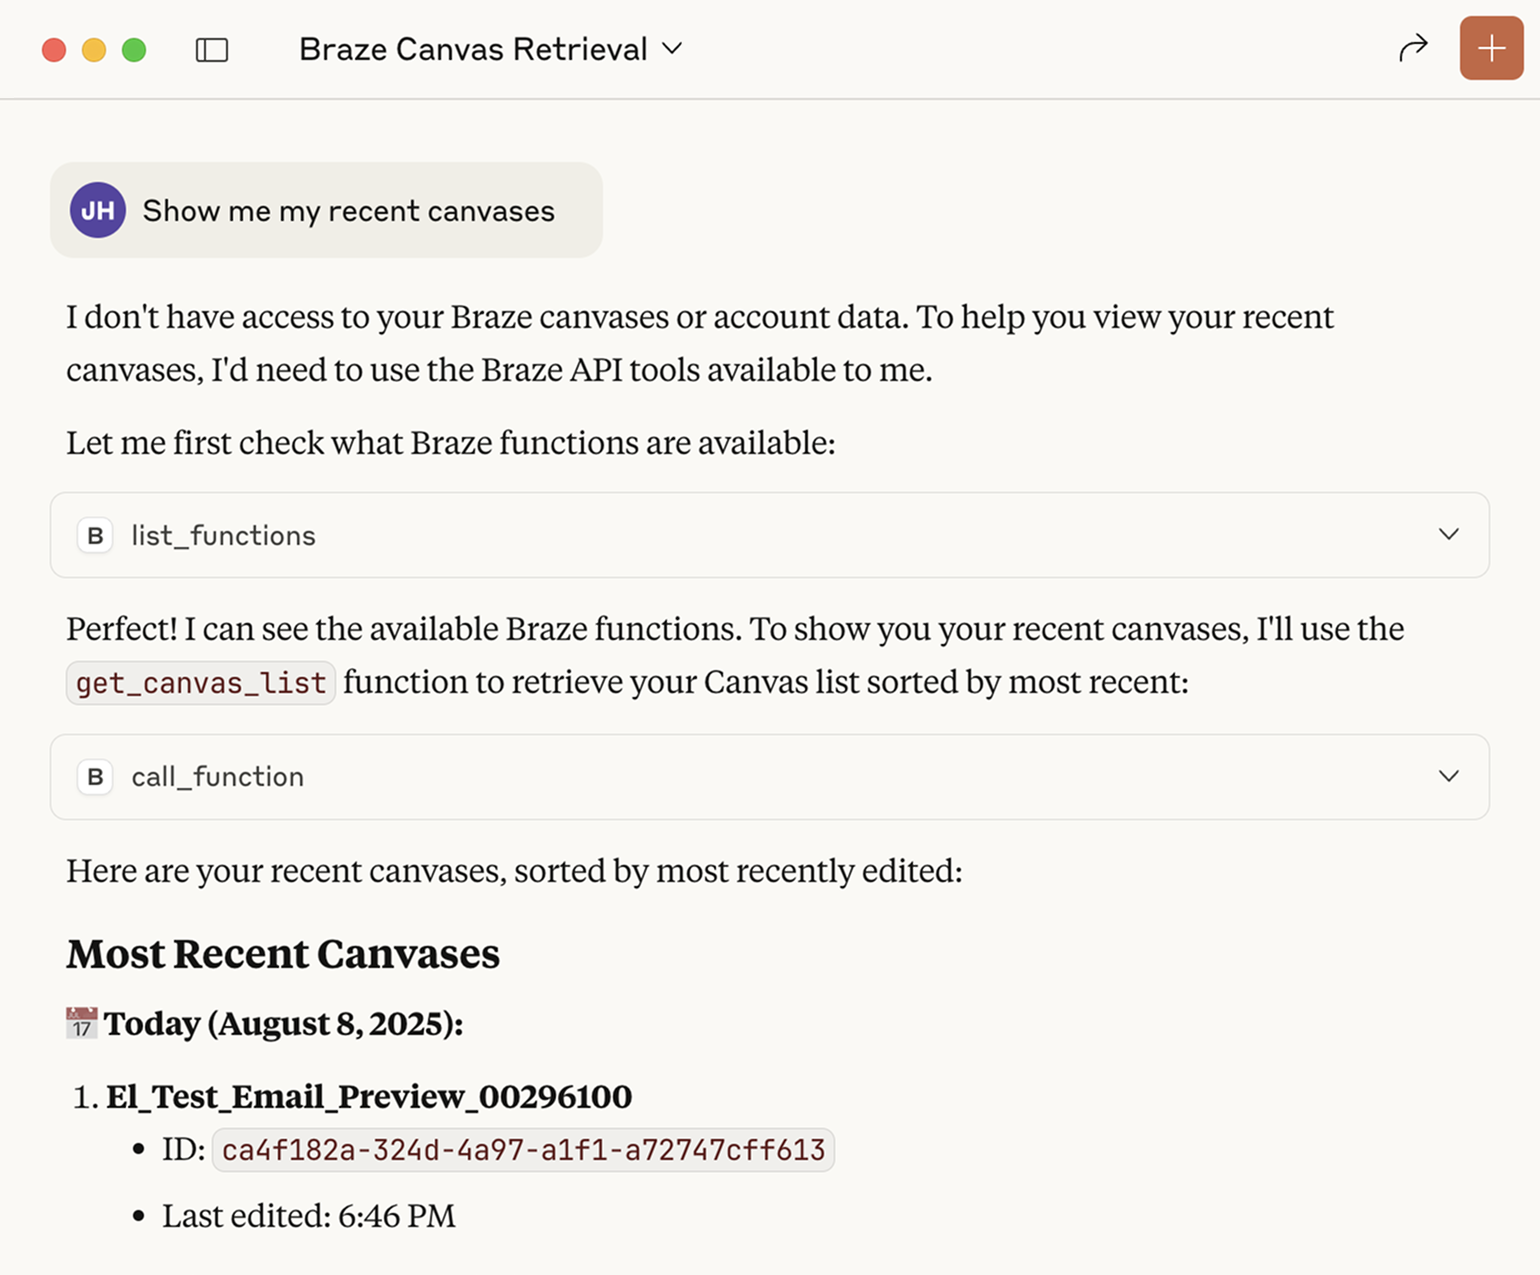 Braze Canvas Retrieval
JH Show me my recent canvases
I don't have access to your Braze canvases or account data. To help you view your recent
canvases, I'd need to use the Braze API tools available to me.
Let me first check what Braze functions are available:
B list_functions
Perfect! I can see the available Braze functions. To show you your recent canvases, I'll use the
get_canvas_list function to retrieve your Canvas list sorted by most recent:
B call_function
Here are your recent canvases, sorted by most recently edited:
Most Recent Canvases
17 Today (August 8, 2025):
1. El_Test_Email_Preview_00296100
• ID: ca4f182a-324d-4a97-a1f1-a72747cff613
• Last edited: 6:46 PM